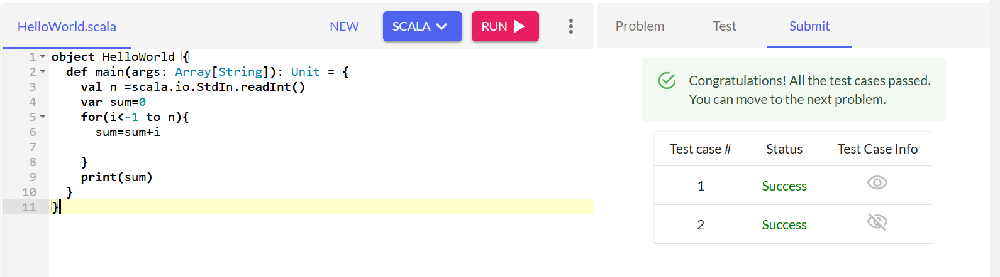 HelloWorld.scala NEW SCALA RUN
1 object HelloWorld {
2   def main(args: Array[String]): Unit = {
3     val n =scala.io.StdIn.readInt()
4     var sum=0
5     for(i<-1 to n){
6       sum=sum+i
7
8     }
9     print(sum)
10   }
11 }
Problem Test Submit
Congratulations! All the test cases passed.
You can move to the next problem.
Test case # Status Test Case Info
1 Success
2 Success